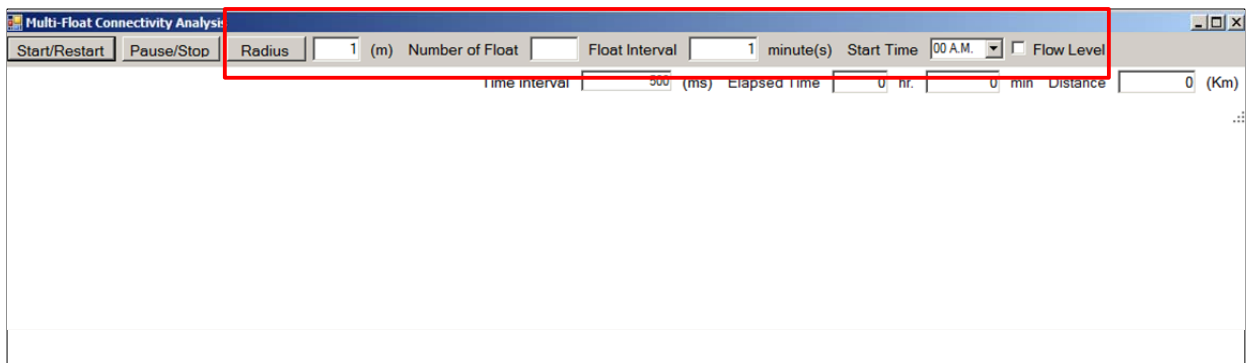 Multi-Float Connectivity Analysis
Start/Restart Pause/Stop Radius 1 (m) Number of Float Float Interval 1 minute(s) Start Time 00 A.M. Flow Level
Time Interval 500 (ms) Elapsed Time 0 hr. 0 min Distance 0 (Km)